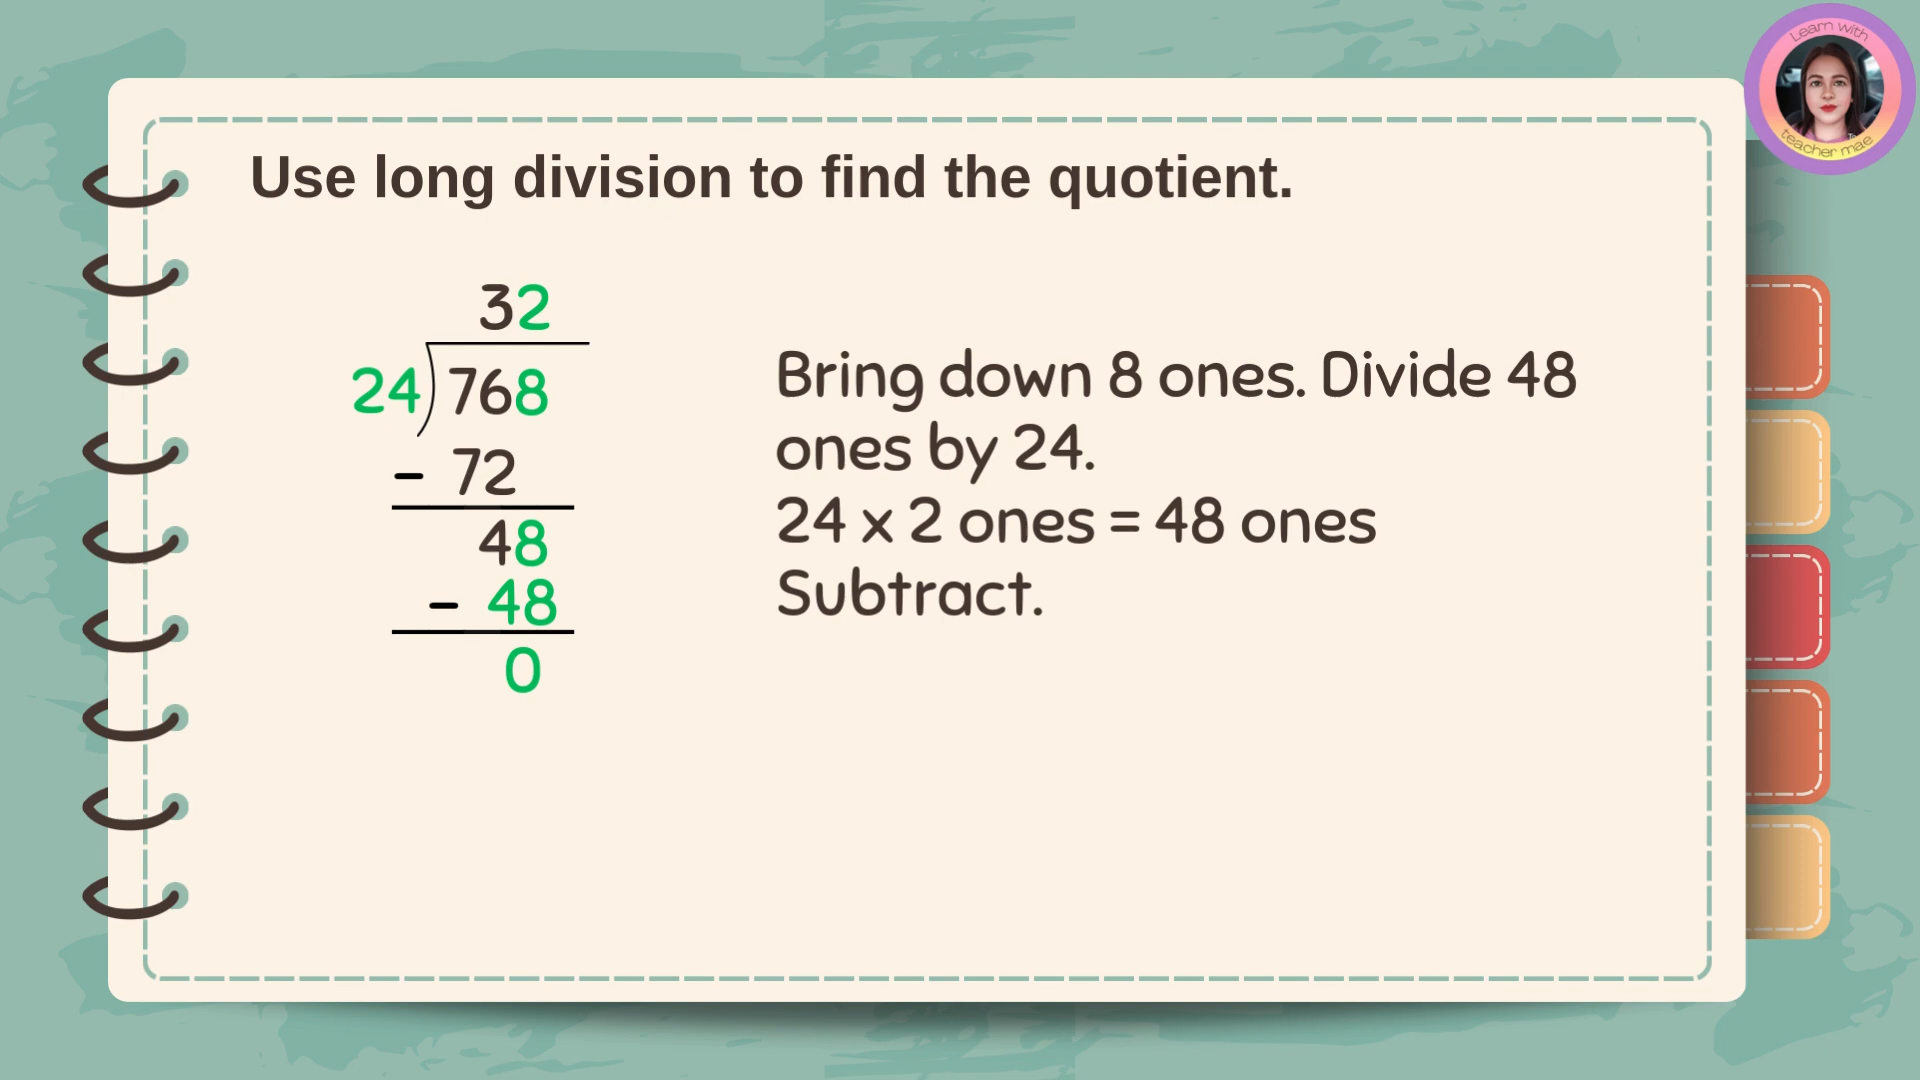 Learn with
teacher mae
Use long division to find the quotient.
32
24)768
- 72
48
- 48
0
Bring down 8 ones. Divide 48
ones by 24.
24 x 2 ones = 48 ones
Subtract.